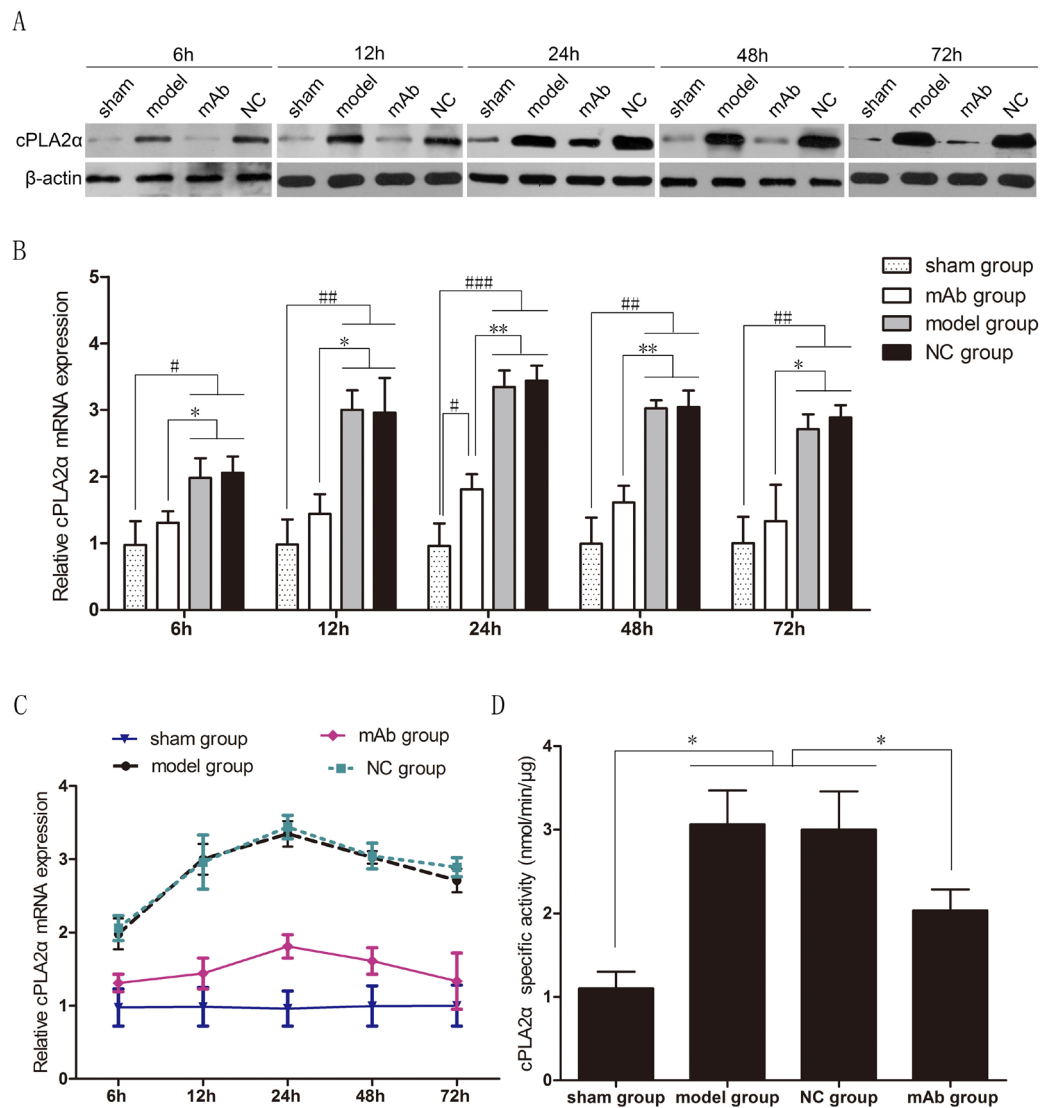 A
6h 12h 24h 48h 72h
sham model mAb NC sham model mAb NC sham model mAb NC sham model mAb NC sham model mAb NC
cPLA2α
β-actin
B
Relative cPLA2α mRNA expression
5
4
3
2
1
0
# * ## * ### ** # ## ** ## *
6h 12h 24h 48h 72h
sham group
mAb group
model group
NC group
C
sham group mAb group
model group NC group
Relative cPLA2α mRNA expression
4
3
2
1
0
6h 12h 24h 48h 72h
D
cPLA2α specific activity (nmol/min/μg)
4
3
2
1
0
* *
sham group model group NC group mAb group